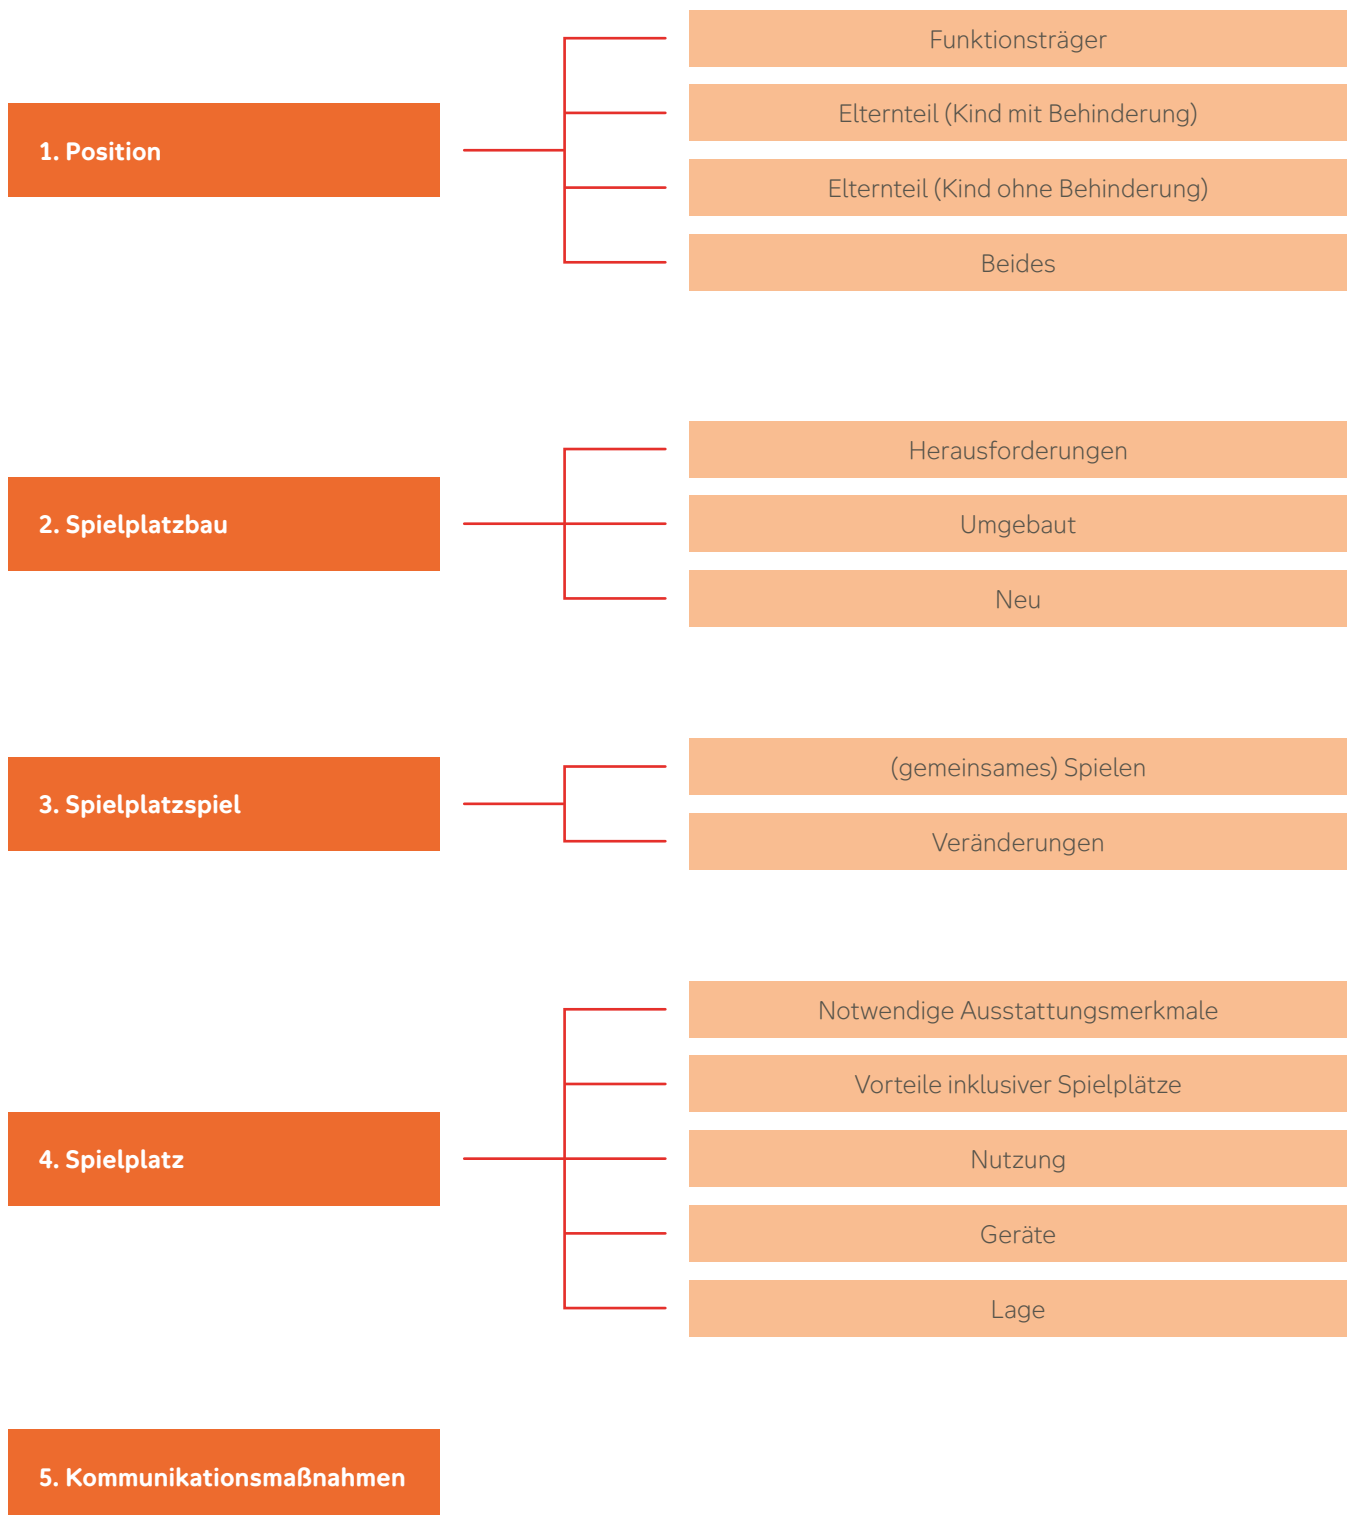 1. Position
Funktionsträger
Elternteil (Kind mit Behinderung)
Elternteil (Kind ohne Behinderung)
Beides
2. Spielplatzbau
Herausforderungen
Umgebaut
Neu
3. Spielplatzspiel
(gemeinsames) Spielen
Veränderungen
4. Spielplatz
Notwendige Ausstattungsmerkmale
Vorteile inklusiver Spielplätze
Nutzung
Geräte
Lage
5. Kommunikationsmaßnahmen